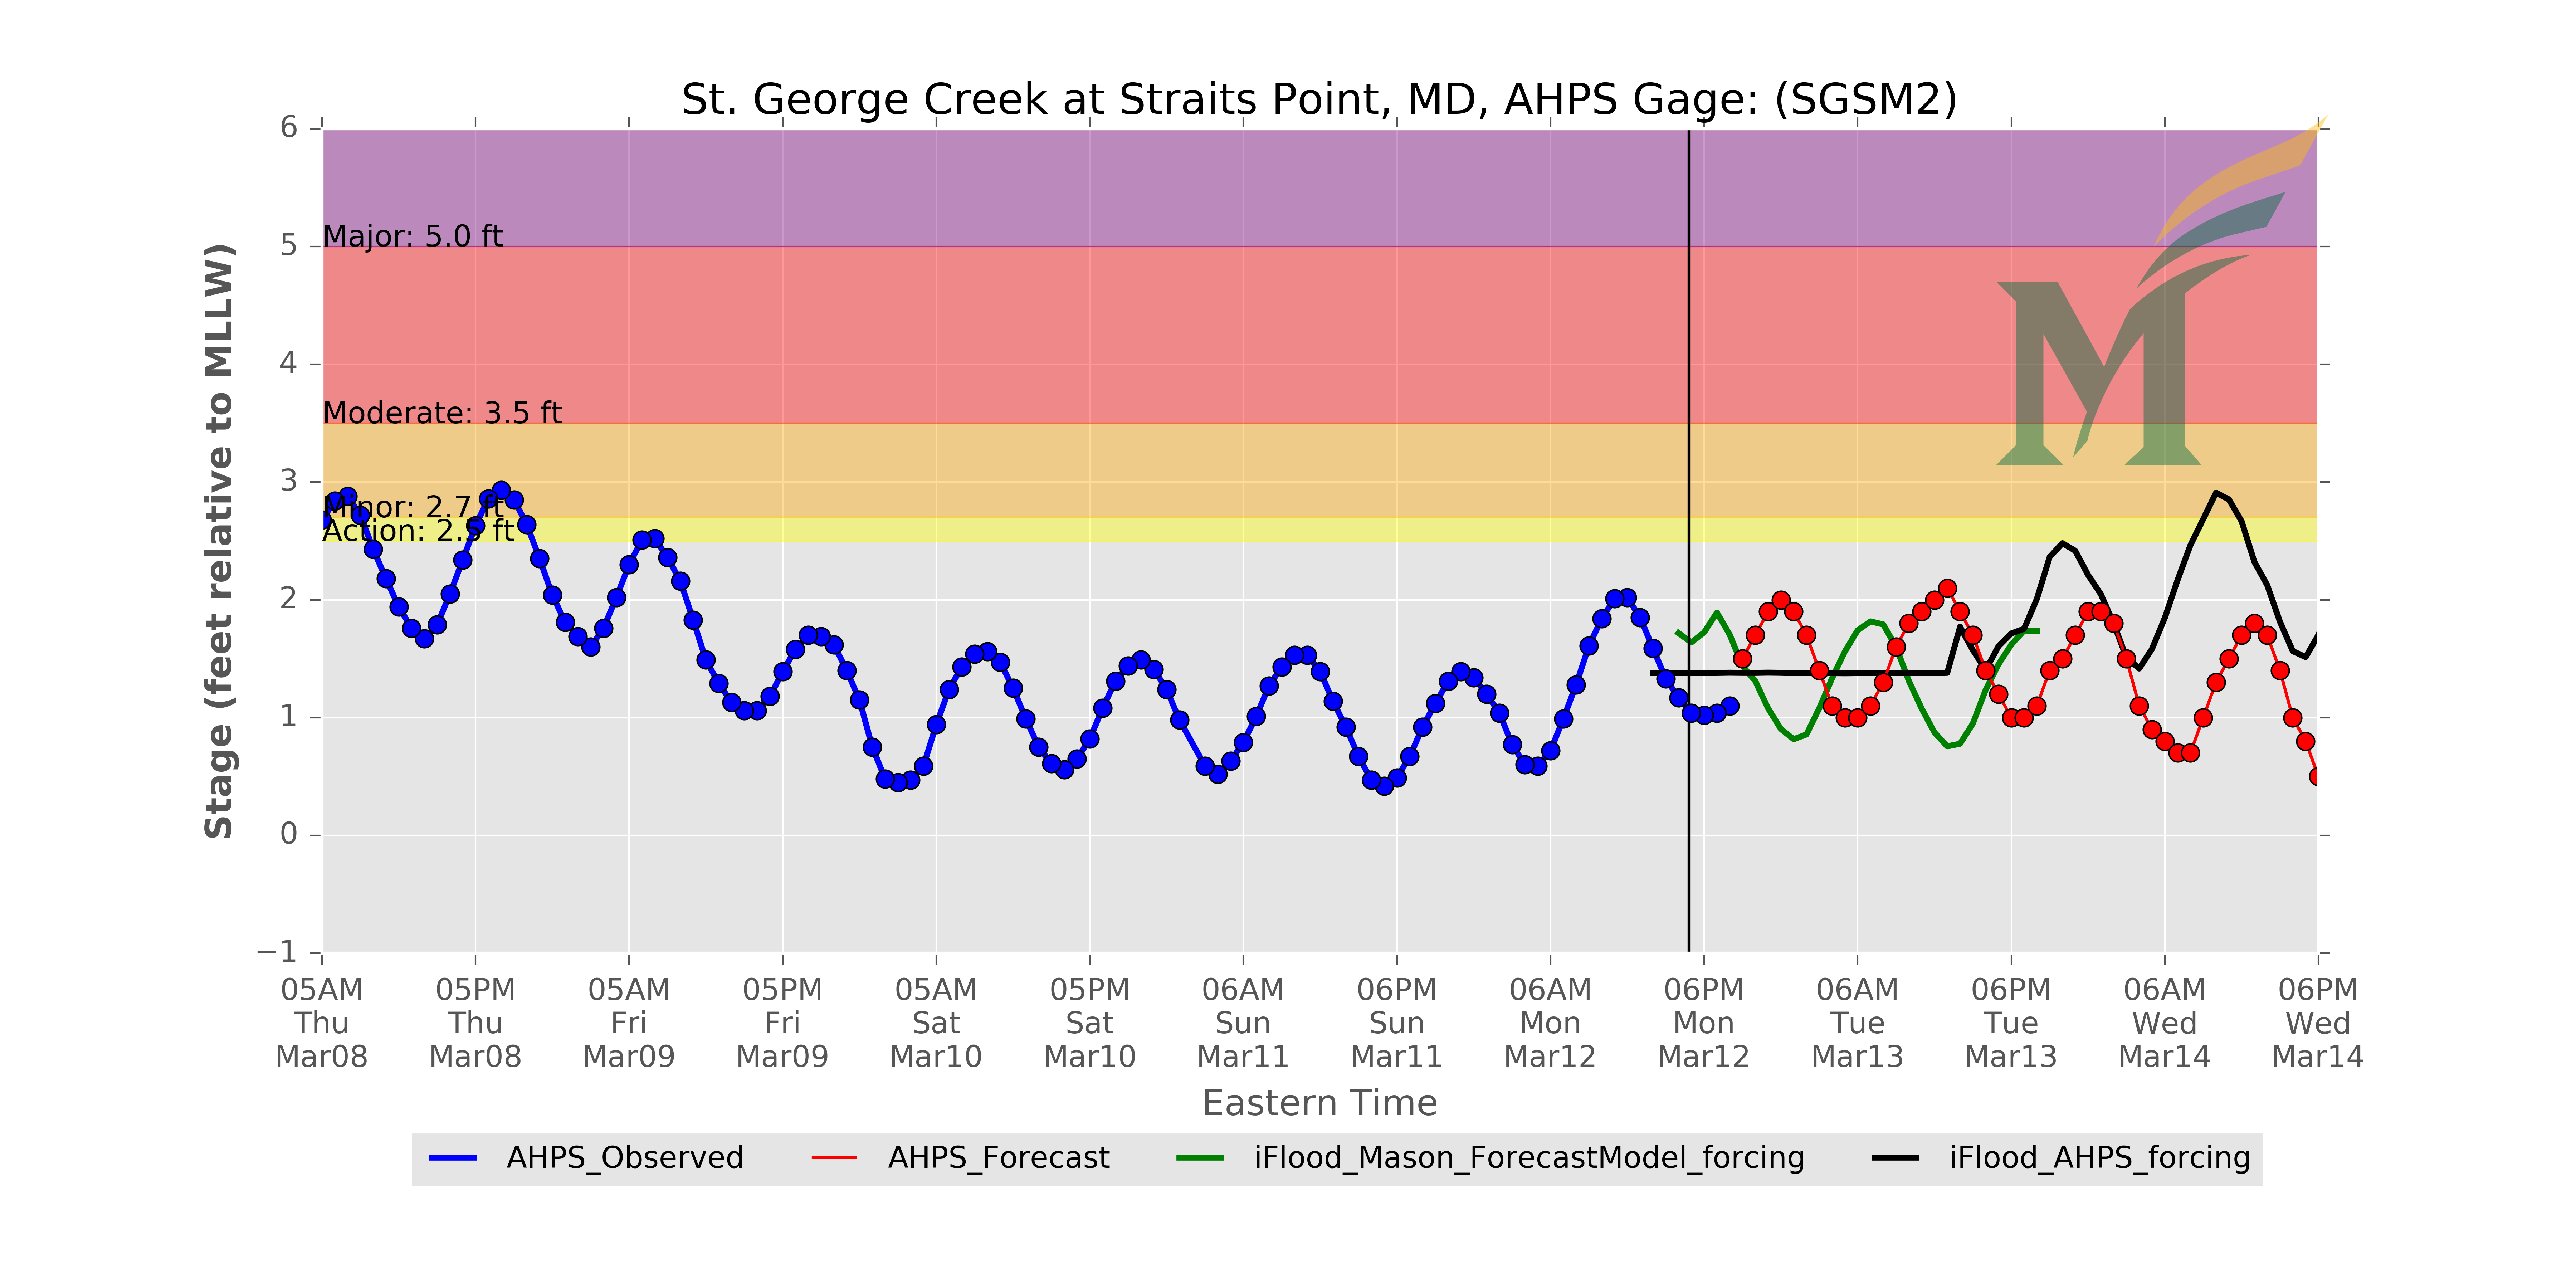 St. George Creek at Straits Point, MD, AHPS Gage: (SGSM2)
Stage (feet relative to MLLW)
6
5
4
3
2
1
0
−1
Major: 5.0 ft
Moderate: 3.5 ft
Minor: 2.7 ft
Action: 2.5 ft
M
05AM 05PM 05AM 05PM 05AM 05PM 06AM 06PM 06AM 06PM 06AM 06PM 06AM 06PM
Thu Thu Fri Fri Sat Sat Sun Sun Mon Mon Tue Tue Wed Wed
Mar08 Mar08 Mar09 Mar09 Mar10 Mar10 Mar11 Mar11 Mar12 Mar12 Mar13 Mar13 Mar14 Mar14
Eastern Time
AHPS_Observed AHPS_Forecast iFlood_Mason_ForecastModel_forcing iFlood_AHPS_forcing